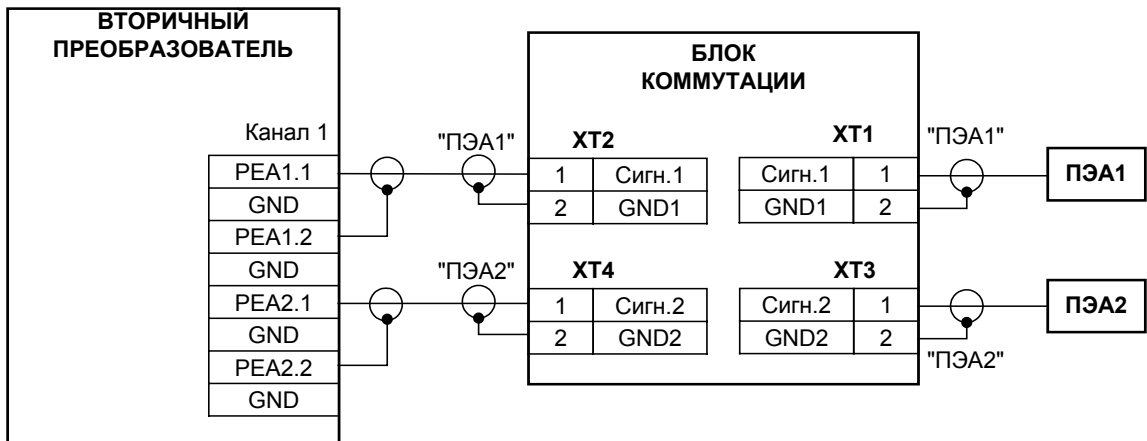 ВТОРИЧНЫЙ
ПРЕОБРАЗОВАТЕЛЬ
Канал 1
PEA1.1
GND
PEA1.2
GND
PEA2.1
GND
PEA2.2
GND
"ПЭА1"
"ПЭА2"
БЛОК
КОММУТАЦИИ
XT2
1 Сигн.1
2 GND1
XT1
Сигн.1 1
GND1 2
XT4
1 Сигн.2
2 GND2
XT3
Сигн.2 1
GND2 2
"ПЭА1"
ПЭА1
ПЭА2
"ПЭА2"